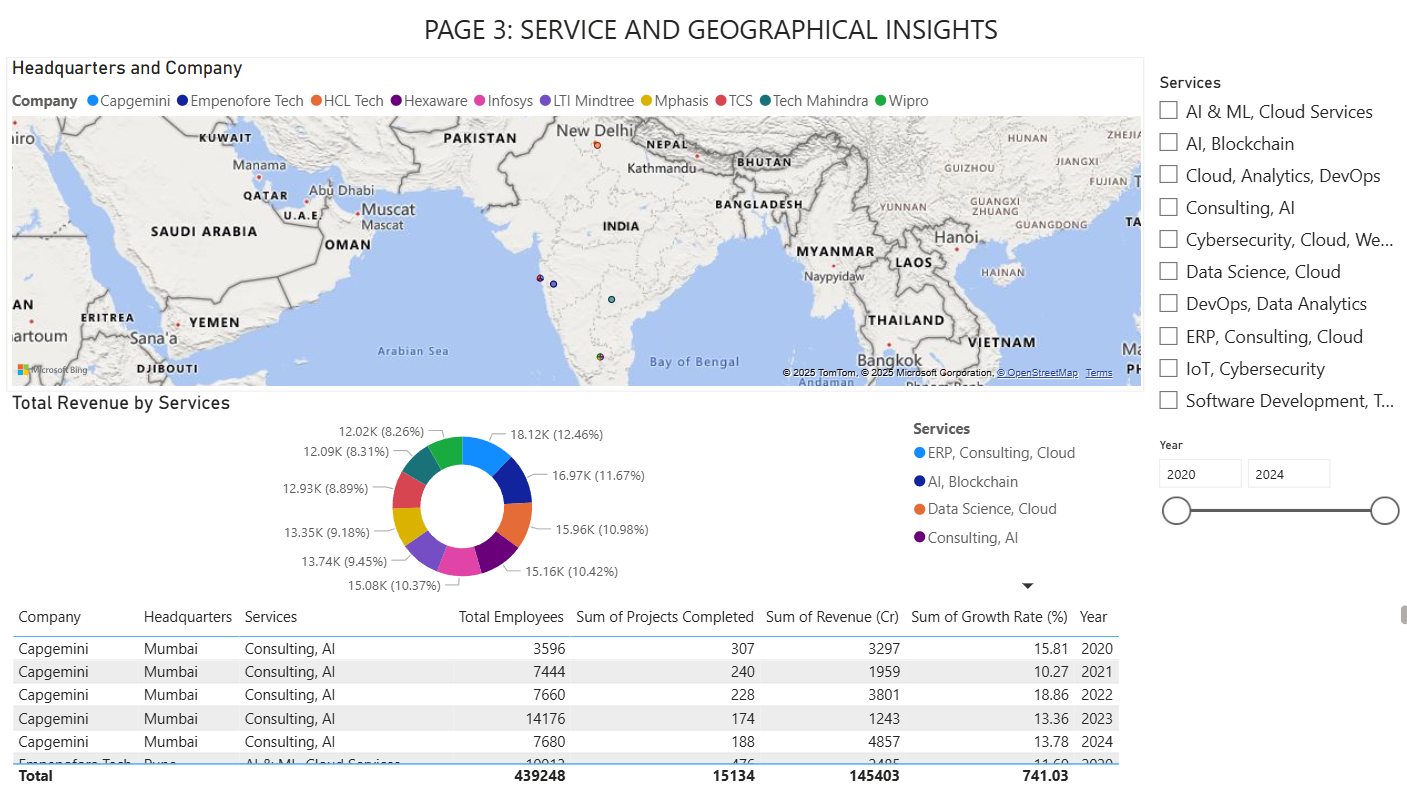 PAGE 3: SERVICE AND GEOGRAPHICAL INSIGHTS
Headquarters and Company
Company Capgemini Empenofore Tech HCL Tech Hexaware Infosys LTI Mindtree Mphasis TCS Tech Mahindra Wipro
iro
KUWAIT
PAKISTAN
New Delhi
NEPAL
HUNAN
ZHEJIA
Manama
Kathmandu
BHUTAN
GUIZHOU
JIANGXI
QATAR
Abu Dhabi
FUJIAN
T
U.A.E.
Muscat
Muscat
BANGLADESH
YUNNAN
GUANGXI
ZHUANG
GUANGDONG
TA
SAUDI ARABIA
OMAN
INDIA
MYANMAR
Hanoi
LAOS
Naypyidaw
HAINAN
AN
ERITREA
YEMEN
THAILAND
artoum
Sana'a
VIETNAM
Arabian Sea
Bay of Bengal
Bangkok
Ma
DJIBOUTI
PH
Microsoft Bing
© 2025 TomTom, © 2025 Microsoft Corporation, © OpenStreetMap Terms
Andaman
Services
AI & ML, Cloud Services
AI, Blockchain
Cloud, Analytics, DevOps
Consulting, AI
Cybersecurity, Cloud, We...
Data Science, Cloud
DevOps, Data Analytics
ERP, Consulting, Cloud
IoT, Cybersecurity
Software Development, T...
Year
2020 2024
Total Revenue by Services
12.02K (8.26%)
18.12K (12.46%)
12.09K (8.31%)
16.97K (11.67%)
12.93K (8.89%)
15.96K (10.98%)
13.35K (9.18%)
13.74K (9.45%)
15.16K (10.42%)
15.08K (10.37%)
Services
ERP, Consulting, Cloud
AI, Blockchain
Data Science, Cloud
Consulting, AI
Company Headquarters Services Total Employees Sum of Projects Completed Sum of Revenue (Cr) Sum of Growth Rate (%) Year
Capgemini Mumbai Consulting, AI 3596 307 3297 15.81 2020
Capgemini Mumbai Consulting, AI 7444 240 1959 10.27 2021
Capgemini Mumbai Consulting, AI 7660 228 3801 18.86 2022
Capgemini Mumbai Consulting, AI 14176 174 1243 13.36 2023
Capgemini Mumbai Consulting, AI 7680 188 4857 13.78 2024
Empenofore Tech Pune AI & ML, Cloud Services 2020
Total 439248 15134 145403 741.03